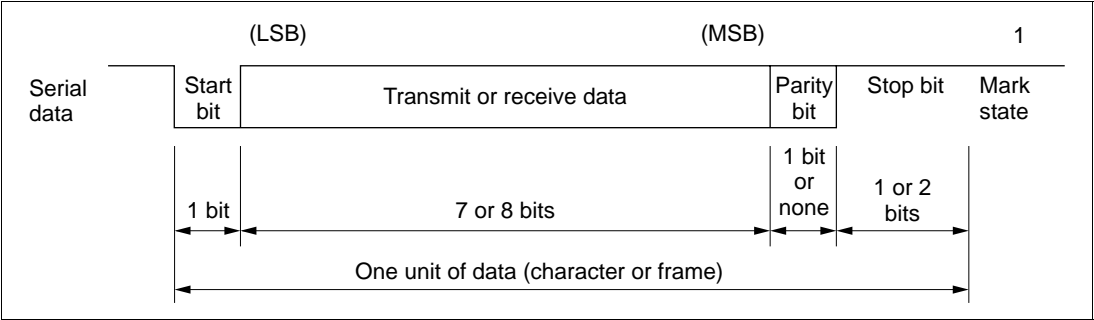 (LSB)
(MSB)
1
Serial
data
Start
bit
Transmit or receive data
Parity
bit
Stop bit
Mark
state
1 bit
7 or 8 bits
1 bit
or
none
1 or 2
bits
One unit of data (character or frame)